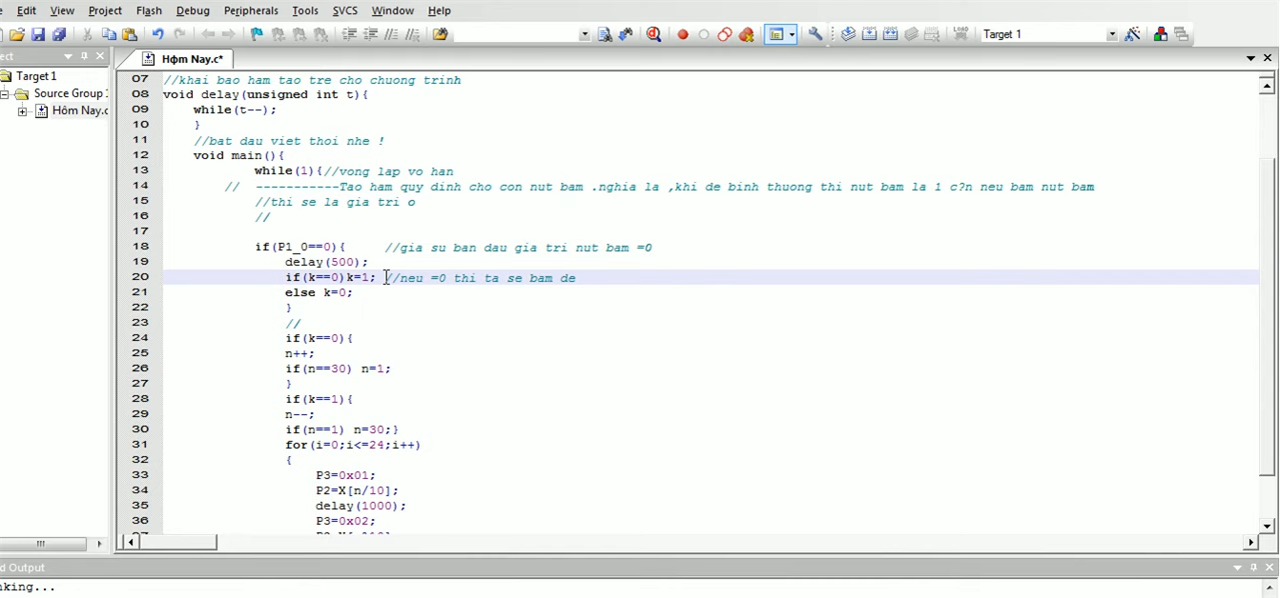 Edit View Project Flash Debug Peripherals Tools SVCS Window Help
Target 1
Hộm Nay.c*
Target 1
Source Group
Hôm Nay.c
07 //khai bao ham tao tre cho chuong trinh
08 void delay(unsigned int t){
09 while(t--);
10 }
11 //bat dau viet thoi nhe !
12 void main(){
13 while(1){//vong lap vo han
14 // -----------Tao ham quy dinh cho con nut bam .nghia la ,khi de binh thuong thi nut bam la 1 c?n neu bam nut bam
15 //thi se la gia tri o
16 //
17
18 if(P1_0==0){ //gia su ban dau gia tri nut bam =0
19 delay(500);
20 if(k==0)k=1; //neu =0 thi ta se bam de
21 else k=0;
22 }
23 //
24 if(k==0){
25 n++;
26 if(n==30) n=1;
27 }
28 if(k==1){
29 n--;
30 if(n==1) n=30;}
31 for(i=0;i<=24;i++)
32 {
33 P3=0x01;
34 P2=X[n/10];
35 delay(1000);
36 P3=0x02;
d Output
nking...